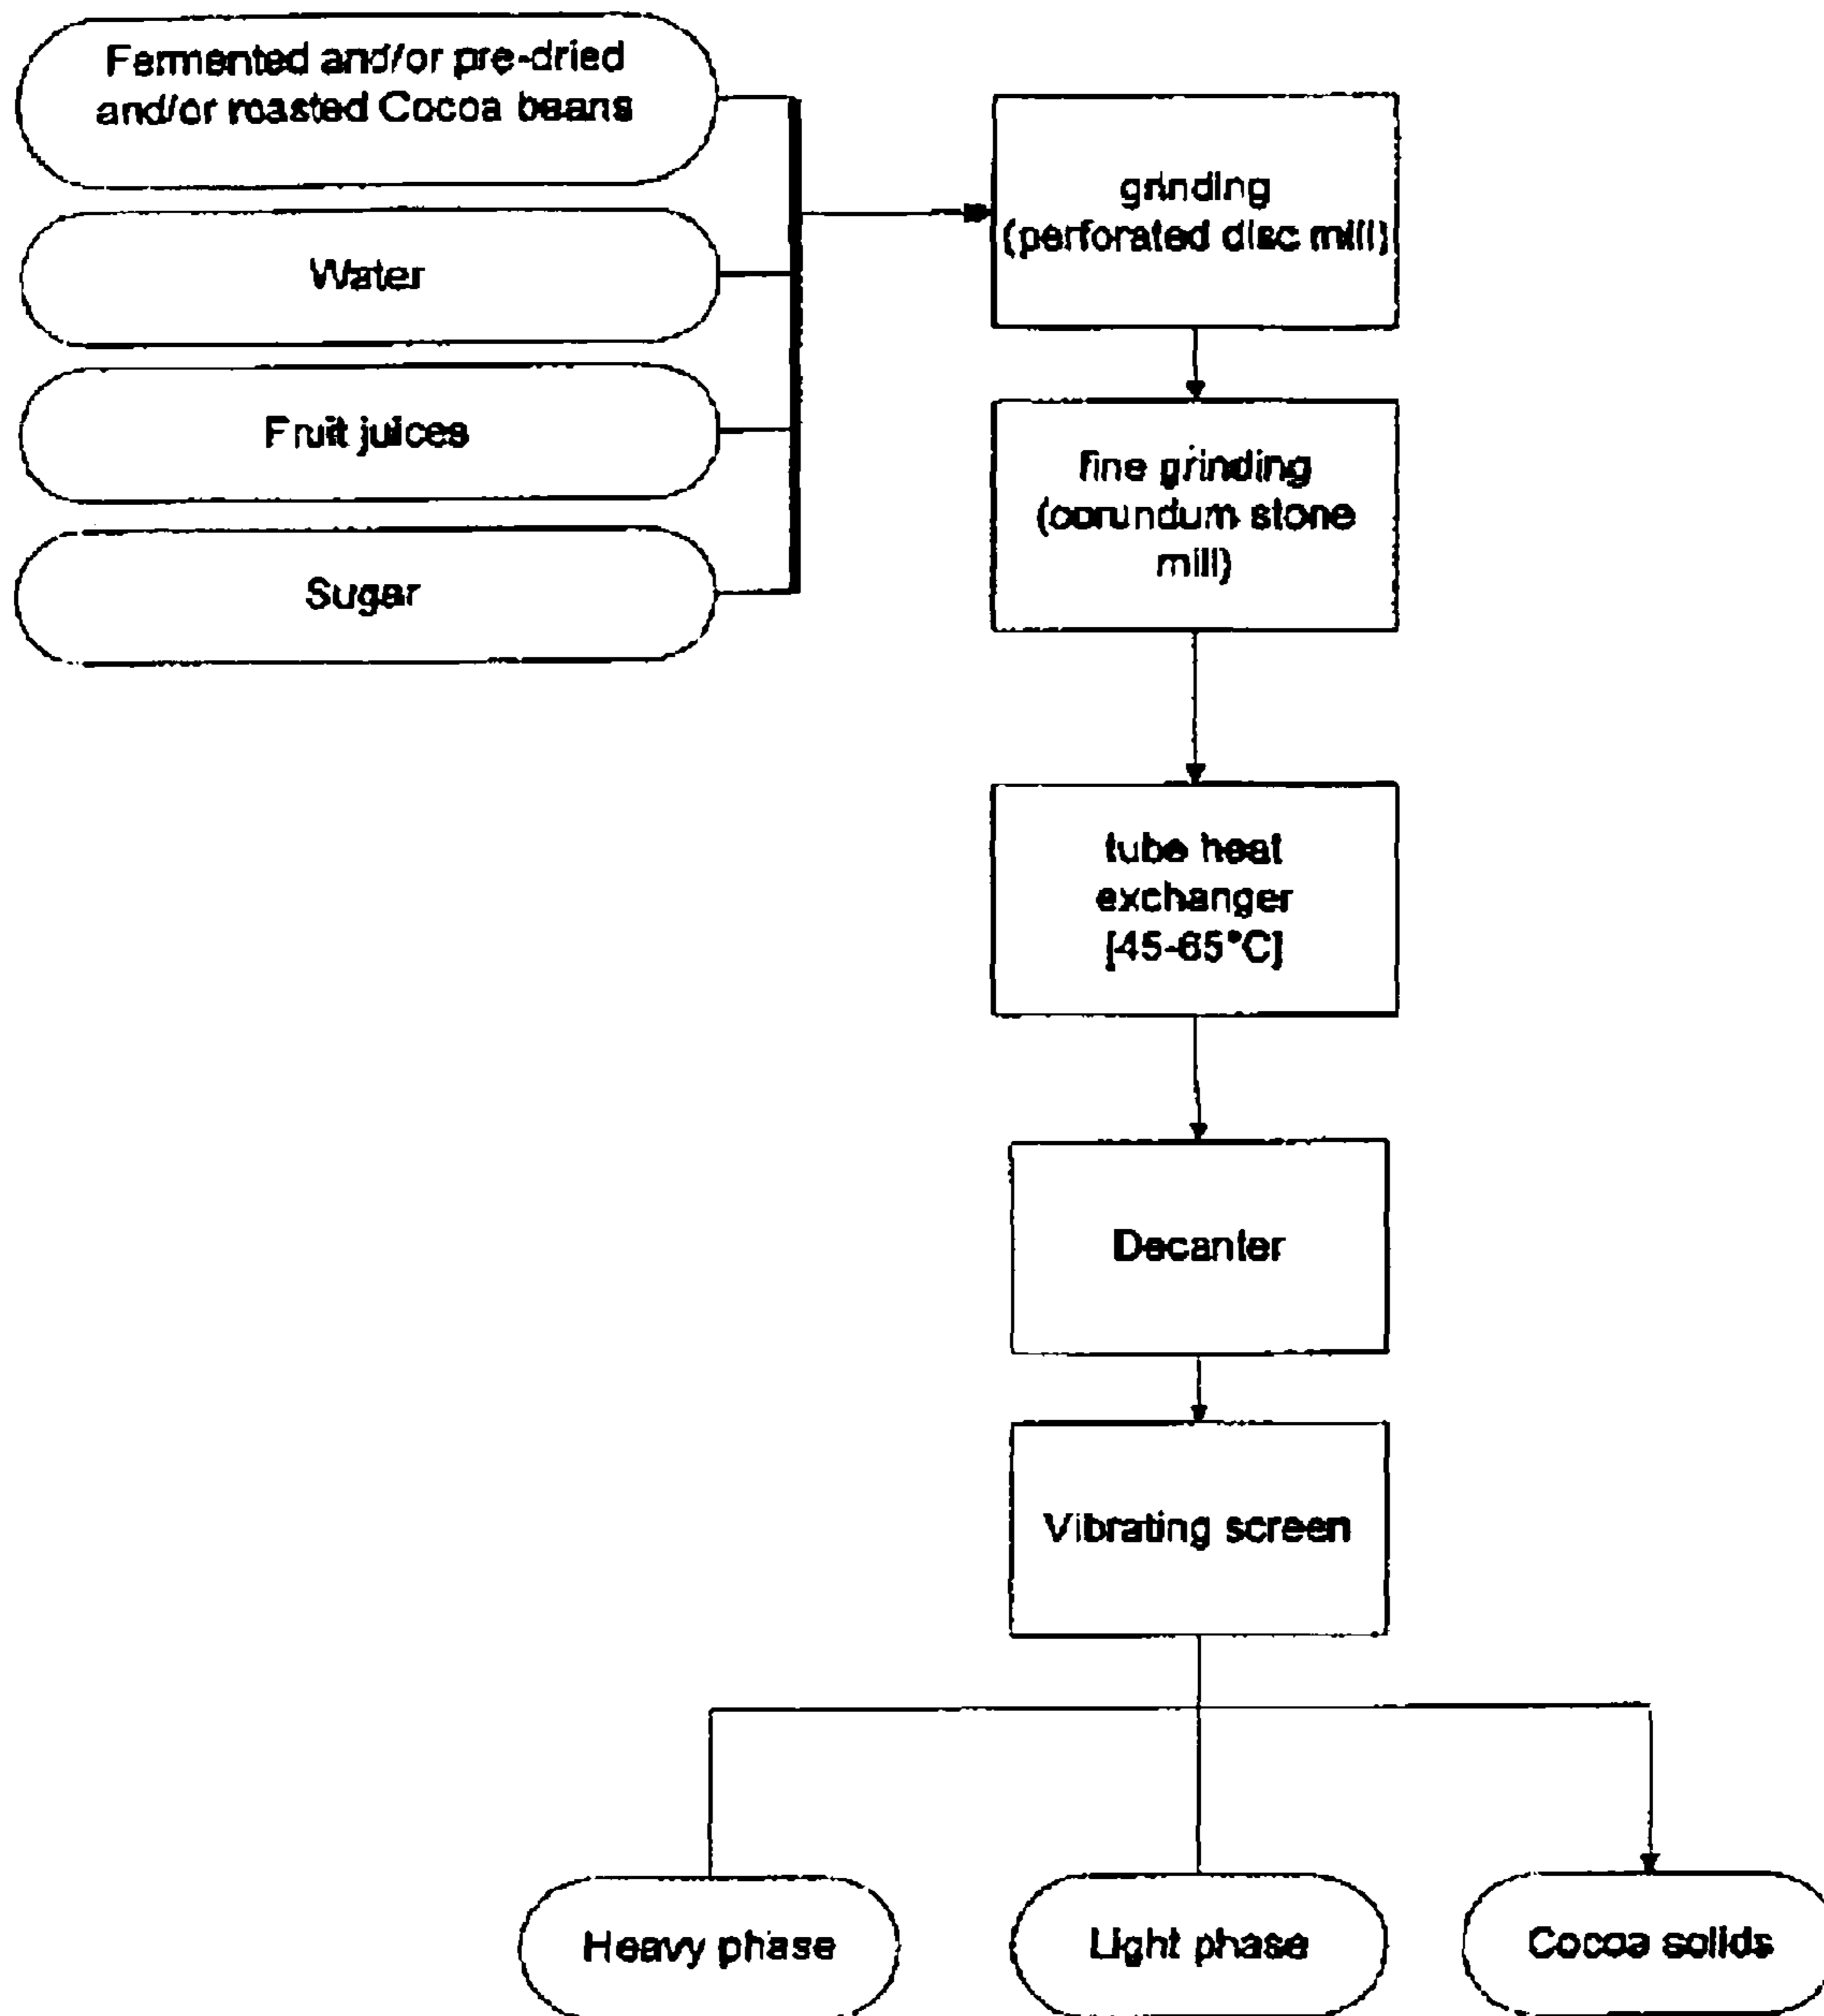 Fermented and/or pre-dried
and/or roasted Cocoa beans
Water
Fruit juices
Sugar
grinding
(perforated disc mill)
fine grinding
(corundum stone
mill)
tube heat
exchanger
[45-65°C]
Decanter
Vibrating screen
Heavy phase
Light phase
Cocoa solids